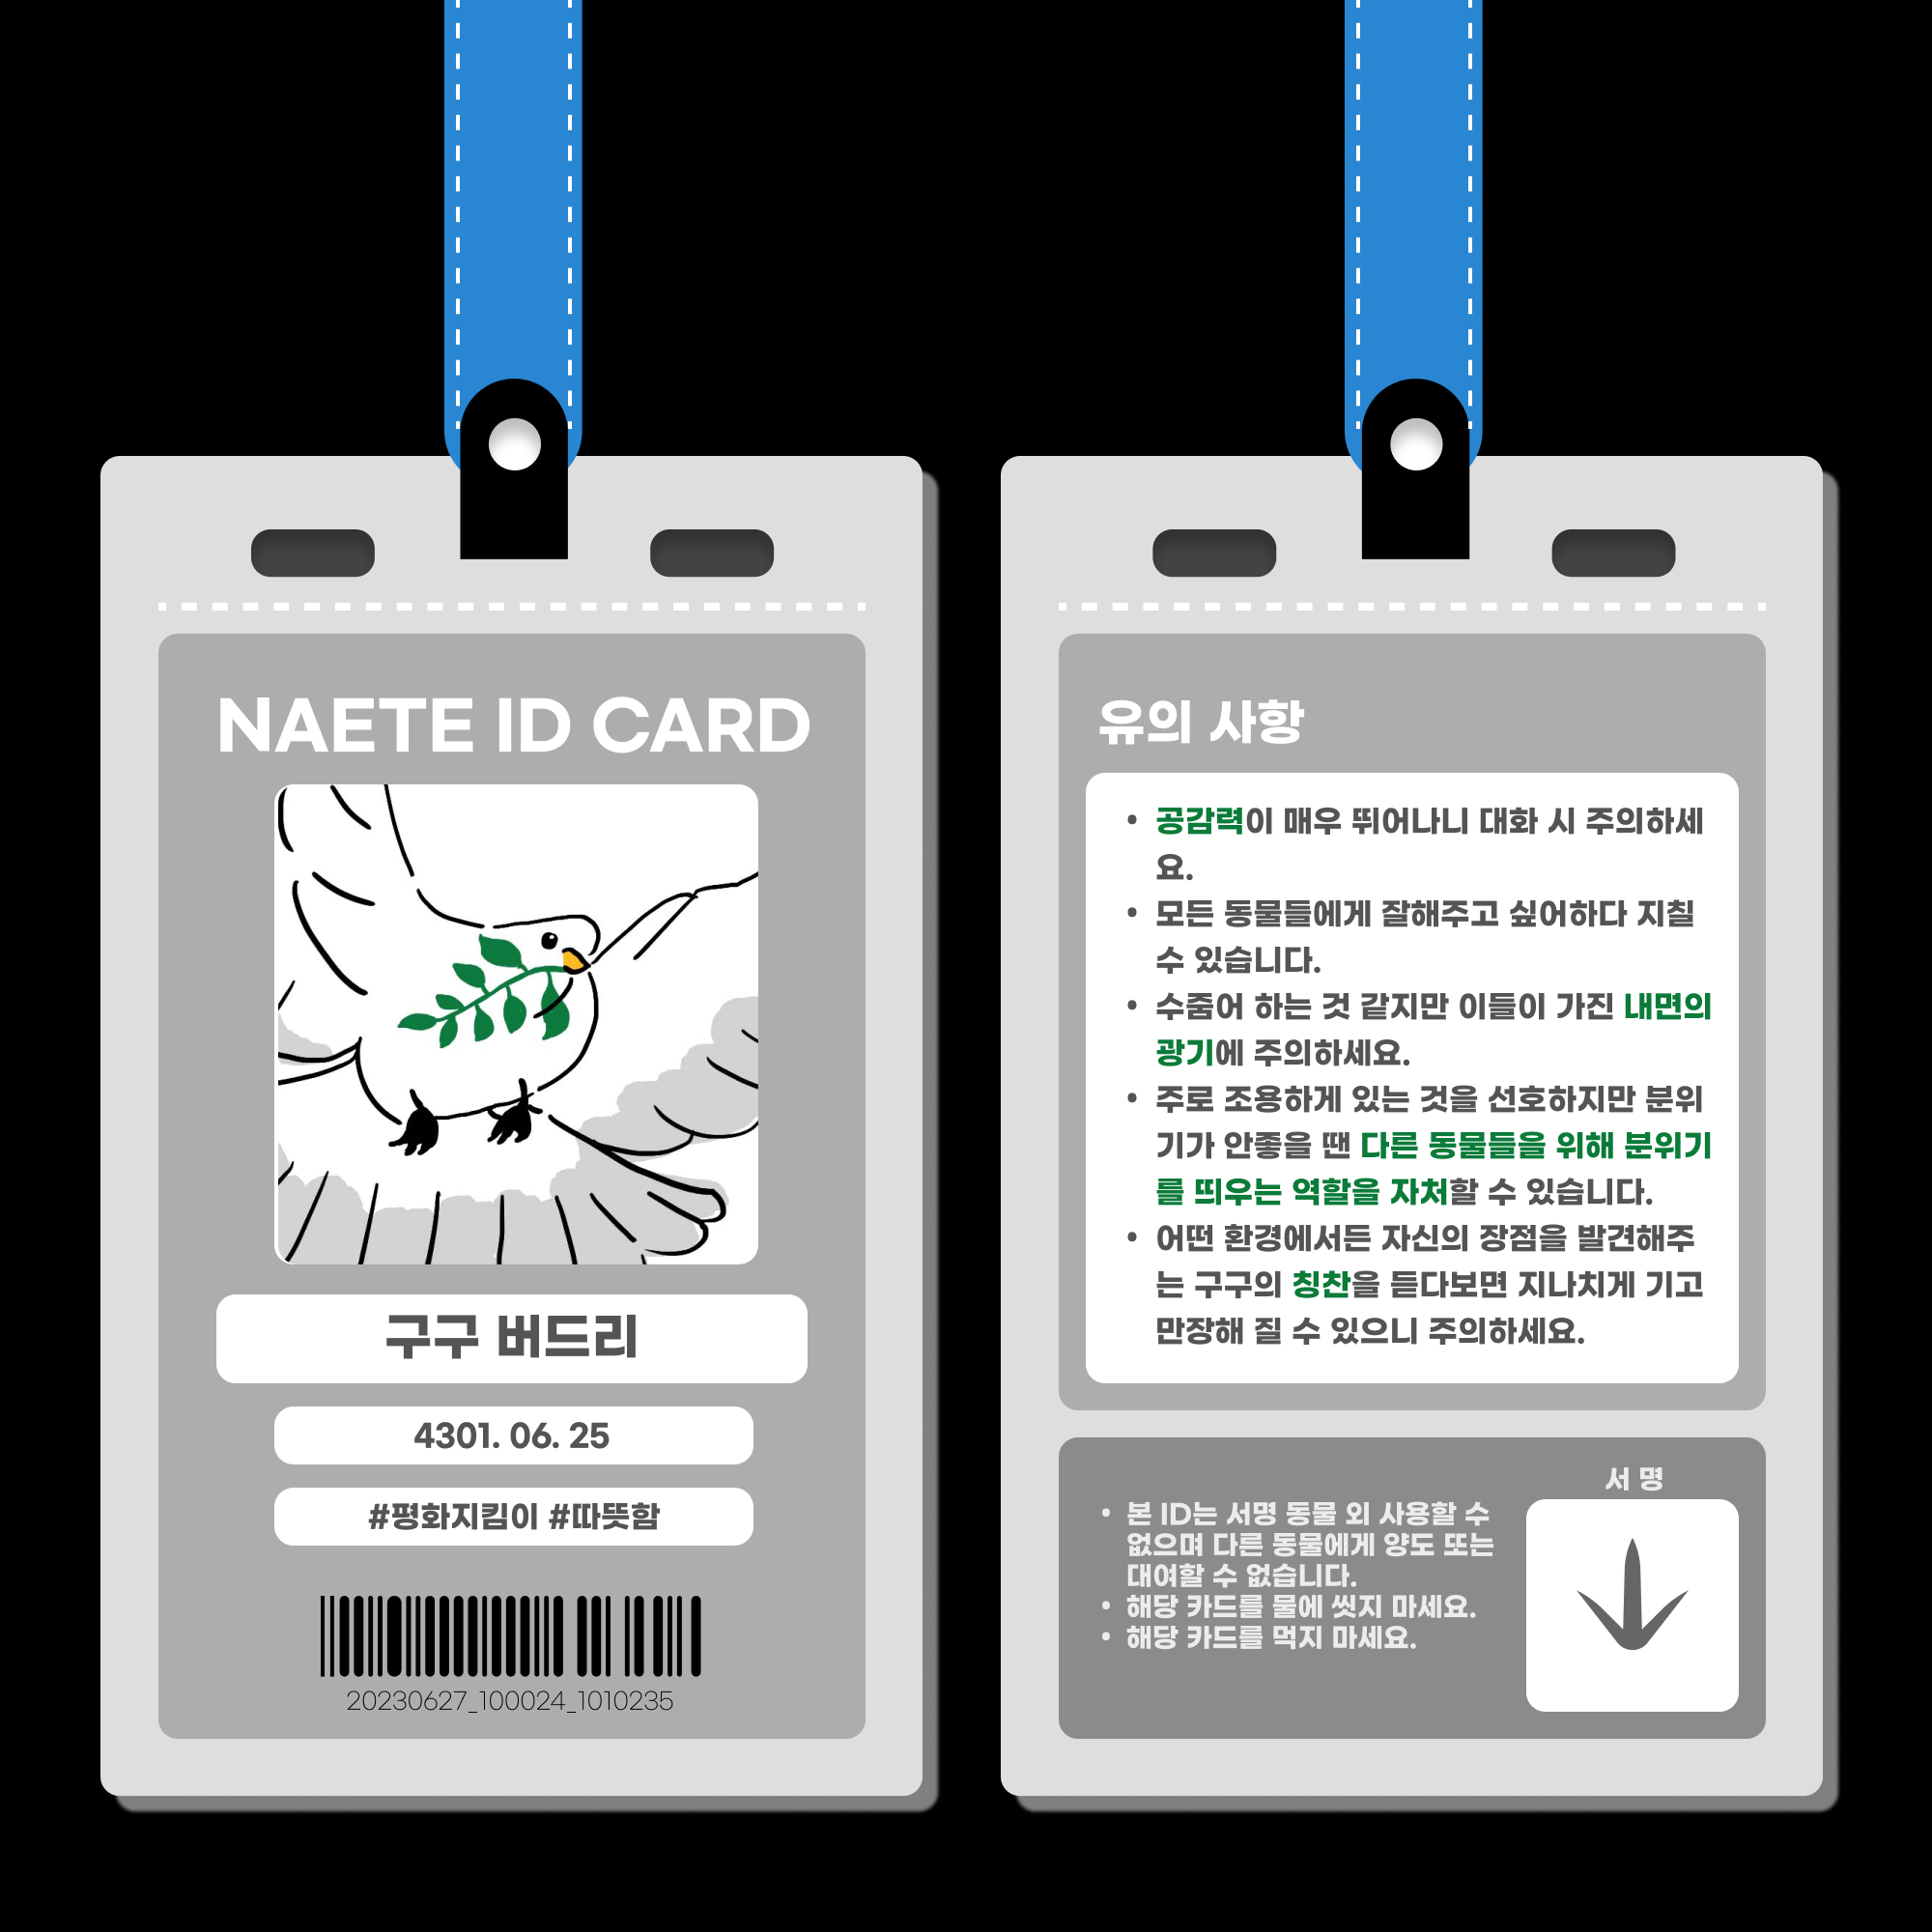 NAETE ID CARD
구구 버드리
4301. 06. 25
#평화지킴이 #따뜻함
20230627_100024_1010235
유의 사항
• 공감력이 매우 뛰어나니 대화 시 주의하세
요.
• 모든 동물들에게 잘해주고 싶어하다 지칠
수 있습니다.
• 수줍어 하는 것 같지만 이들이 가진 내면의
광기에 주의하세요.
• 주로 조용하게 있는 것을 선호하지만 분위
기가 안좋을 땐 다른 동물들을 위해 분위기
를 띄우는 역할을 자처할 수 있습니다.
• 어떤 환경에서든 자신의 장점을 발견해주
는 구구의 칭찬을 듣다보면 지나치게 기고
만장해 질 수 있으니 주의하세요.
서 명
• 본 ID는 서명 동물 외 사용할 수
없으며 다른 동물에게 양도 또는
대여할 수 없습니다.
• 해당 카드를 물에 씻지 마세요.
• 해당 카드를 먹지 마세요.